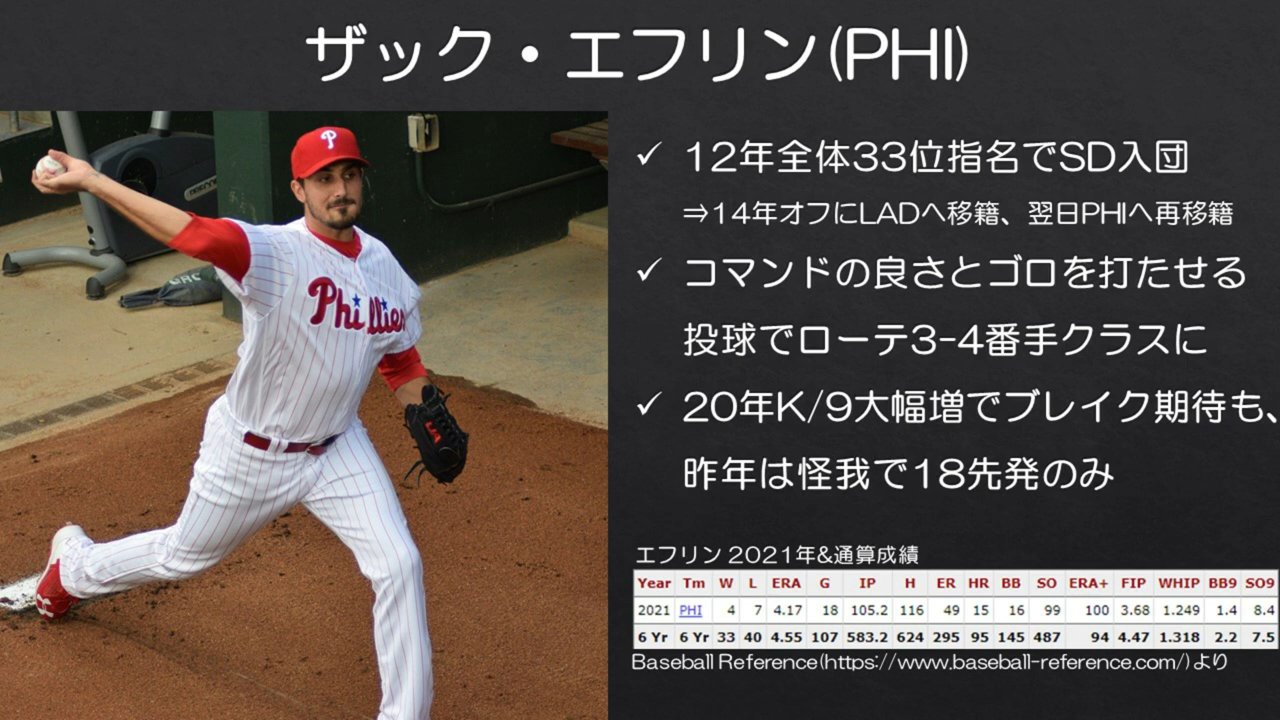 ザック・エフリン(PHI)
✓ 12年全体33位指名でSD入団
⇒14年オフにLADへ移籍、翌日PHIへ再移籍
✓ コマンドの良さとゴロを打たせる
投球でローテ3-4番手クラスに
✓ 20年K/9大幅増でブレイク期待も、
昨年は怪我で18先発のみ
P
Phillies
エフリン 2021年&通算成績
Year Tm W L ERA G IP H ER HR BB SO ERA+ FIP WHIP BB9 SO9
2021 PHI 4 7 4.17 18 105.2 116 49 15 16 99 100 3.68 1.249 1.4 8.4
6 Yr 6 Yr 33 40 4.55 107 583.2 624 295 95 145 487 94 4.47 1.318 2.2 7.5
Baseball Reference(https://www.baseball-reference.com/)より